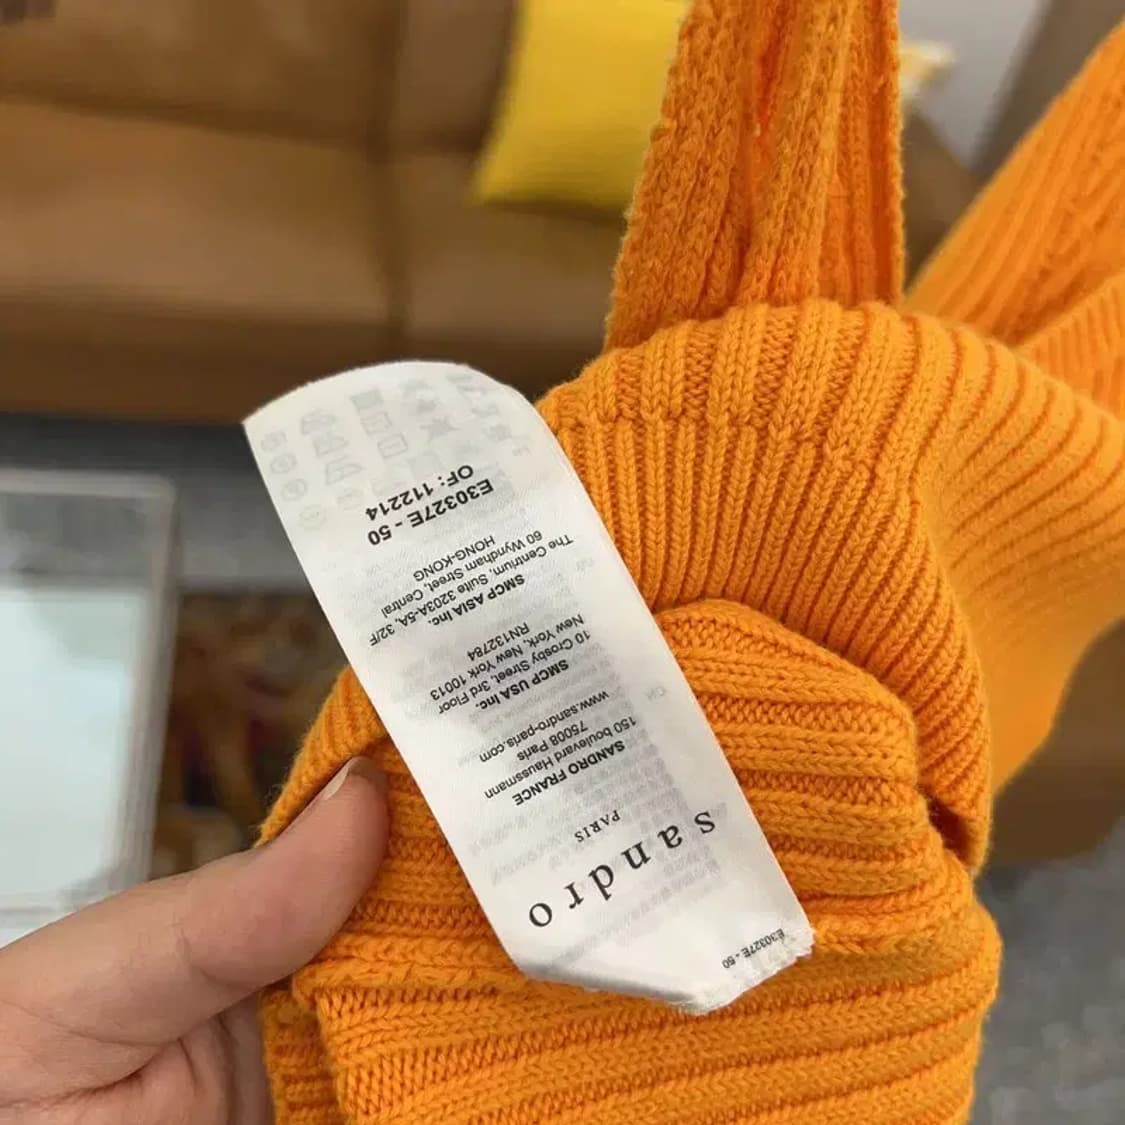 E30327E - 50
sandro
PARIS
SANDRO FRANCE
150 boulevard Haussmann
75008 Paris
www.sandro-paris.com
SMCP USA Inc.
10 Crosby Street, 3rd Floor
New York, New York 10013
RN132784
SMCP ASIA Inc.
The Centrium, Suite 3203A-5A, 32/F
60 Wyndham Street, Central
HONG-KONG
E30327E - 50
OF: 112214